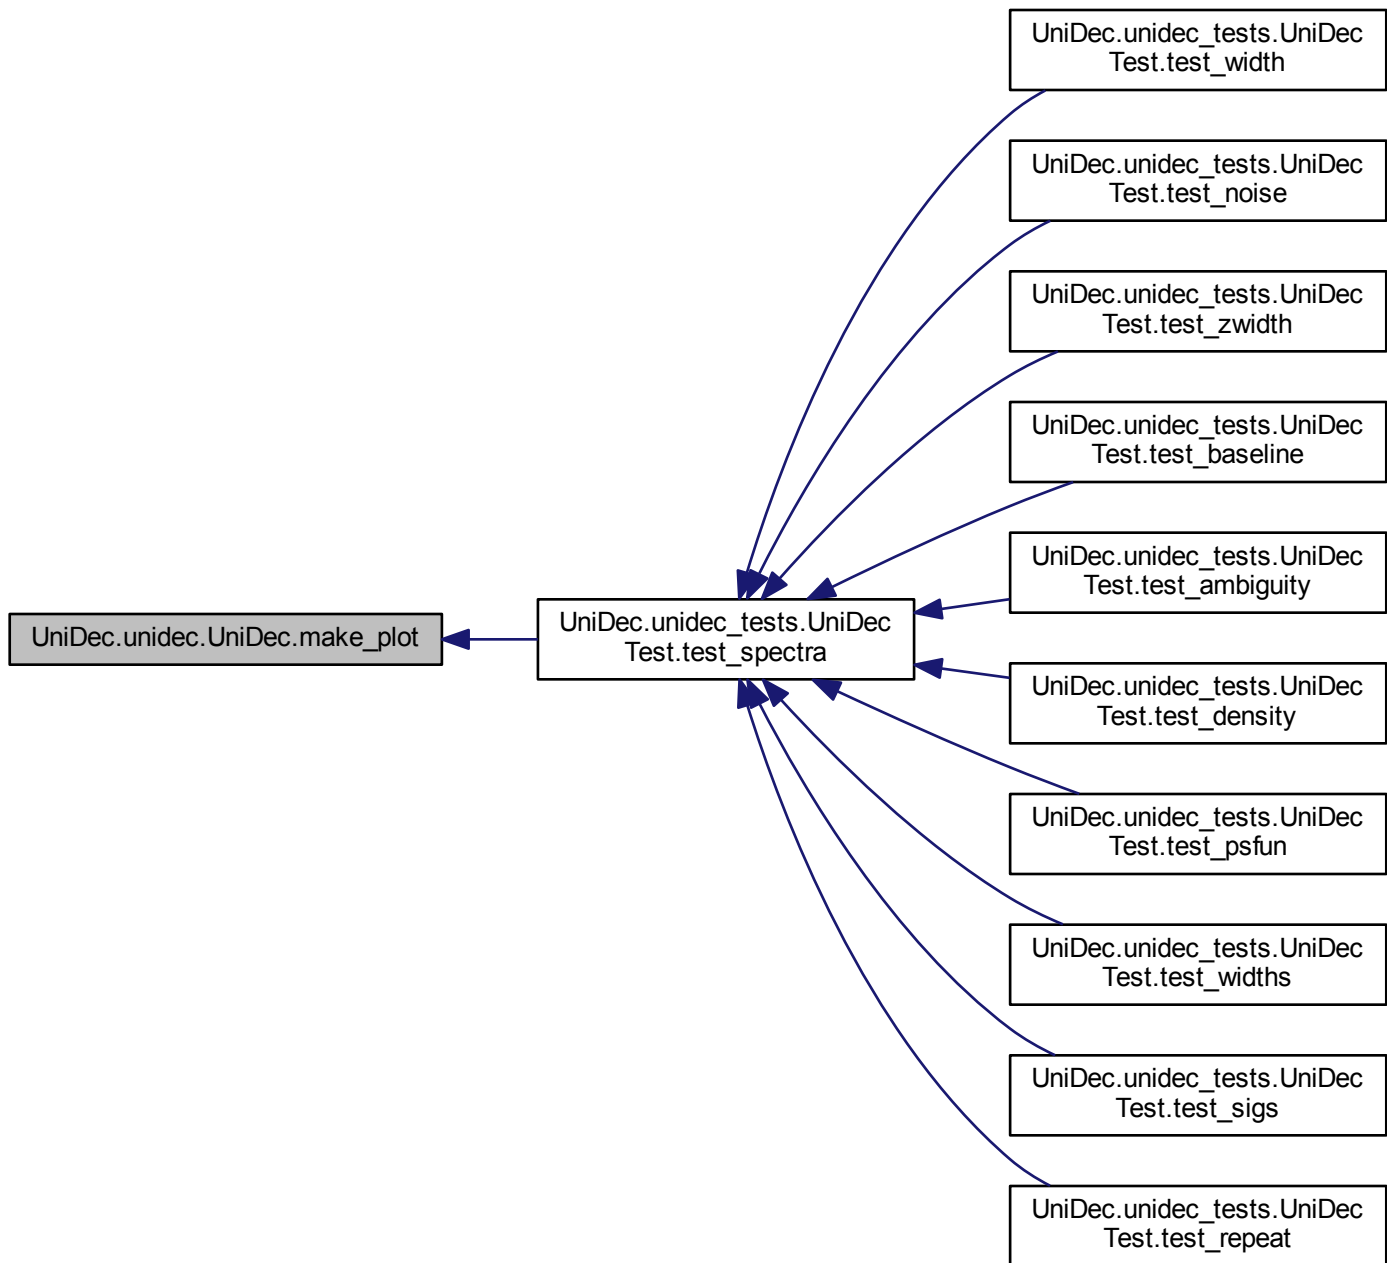 UniDec.unidec_tests.UniDec
Test.test_width
UniDec.unidec_tests.UniDec
Test.test_noise
UniDec.unidec_tests.UniDec
Test.test_zwidth
UniDec.unidec_tests.UniDec
Test.test_baseline
UniDec.unidec_tests.UniDec
Test.test_ambiguity
UniDec.unidec.UniDec.make_plot
UniDec.unidec_tests.UniDec
Test.test_spectra
UniDec.unidec_tests.UniDec
Test.test_density
UniDec.unidec_tests.UniDec
Test.test_psfun
UniDec.unidec_tests.UniDec
Test.test_widths
UniDec.unidec_tests.UniDec
Test.test_sigs
UniDec.unidec_tests.UniDec
Test.test_repeat